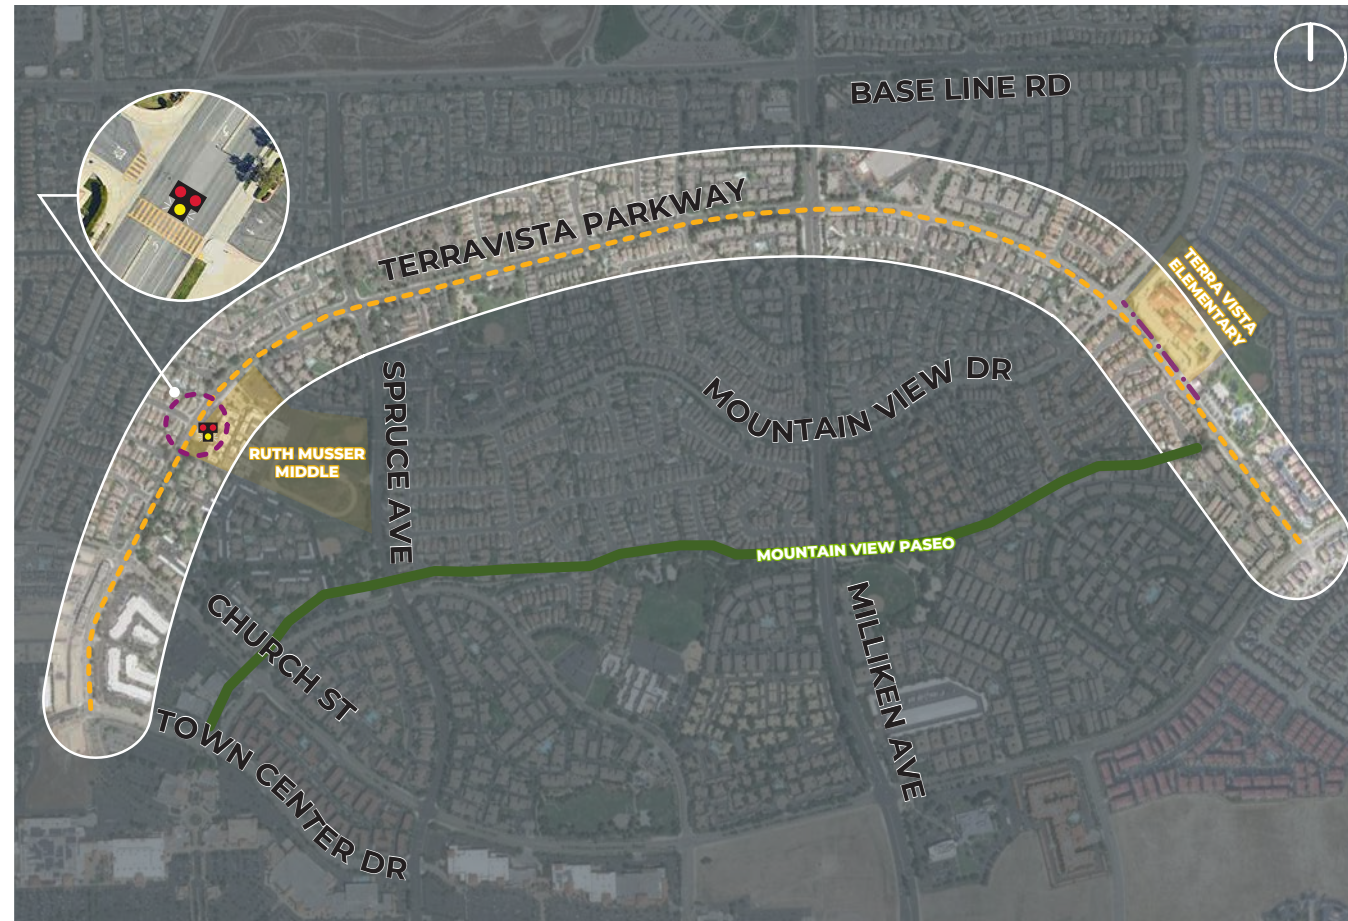 BASE LINE RD
TERRAVISTA PARKWAY
TERRA VISTA
ELEMENTARY
SPRUCE AVE
MOUNTAIN VIEW DR
RUTH MUSSER
MIDDLE
MOUNTAIN VIEW PASEO
CHURCH ST
MILLIKEN AVE
TOWN CENTER DR